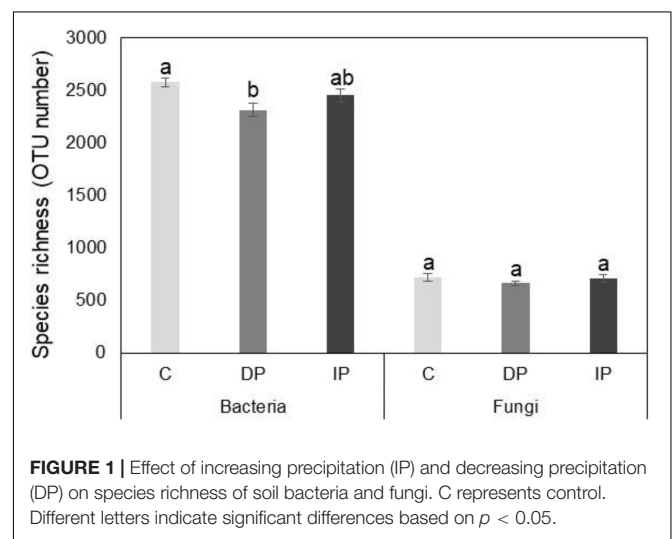 Species richness (OTU number)
3000
2500
2000
1500
1000
500
0
a
b
ab
a
a
a
C DP IP C DP IP
Bacteria Fungi
FIGURE 1 | Effect of increasing precipitation (IP) and decreasing precipitation
(DP) on species richness of soil bacteria and fungi. C represents control.
Different letters indicate significant differences based on p < 0.05.